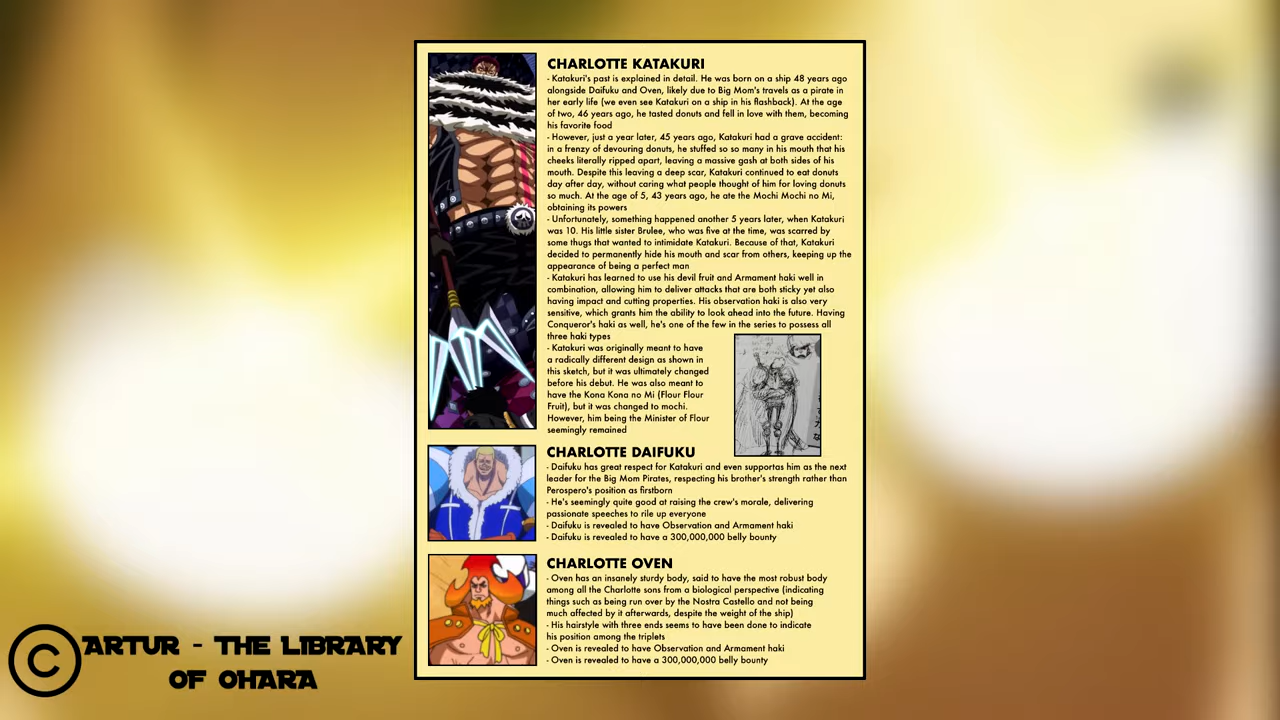 CHARLOTTE KATAKURI
- Katakuri's past is explained in detail. He was born on a ship 48 years ago
alongside Daifuku and Oven, likely due to Big Mom's travels as a pirate in
her early life (we even see Katakuri on a ship in his flashback). At the age
of two, 46 years ago, he tasted donuts and fell in love with them, becoming
his favorite food
- However, just a year later, 45 years ago, Katakuri had a grave accident:
in a frenzy of devouring donuts, he stuffed so so many in his mouth that his
cheeks literally ripped apart, leaving a massive gash at both sides of his
mouth. Despite this leaving a deep scar, Katakuri continued to eat donuts
day after day, without caring what people thought of him for loving donuts
so much. At the age of 5, 43 years ago, he ate the Mochi Mochi no Mi,
obtaining its powers
- Unfortunately, something happened another 5 years later, when Katakuri
was 10. His little sister Brulee, who was five at the time, was scarred by
some thugs that wanted to intimidate Katakuri. Because of that, Katakuri
decided to permanently hide his mouth and scar from others, keeping up the
appearance of being a perfect man
- Katakuri has learned to use his devil fruit and Armament haki well in
combination, allowing him to deliver attacks that are both sticky yet also
having impact and cutting properties. His observation haki is also very
sensitive, which grants him the ability to look ahead into the future. Having
Conqueror's haki as well, he's one of the few in the series to possess all
three haki types
- Katakuri was originally meant to have
a radically different design as shown in
this sketch, but it was ultimately changed
before his debut. He was also meant to
have the Kona Kona no Mi (Flour Flour
Fruit), but it was changed to mochi.
However, him being the Minister of Flour
seemingly remained
CHARLOTTE DAIFUKU
- Daifuku has great respect for Katakuri and even supportas him as the next
leader for the Big Mom Pirates, respecting his brother's strength rather than
Perospero's position as firstborn
- He's seemingly quite good at raising the crew's morale, delivering
passionate speeches to rile up everyone
- Daifuku is revealed to have Observation and Armament haki
- Daifuku is revealed to have a 300,000,000 belly bounty
CHARLOTTE OVEN
- Oven has an insanely sturdy body, said to have the most robust body
among all the Charlotte sons from a biological perspective (indicating
things such as being run over by the Nostra Castello and not being
much affected by it afterwards, despite the weight of the ship)
- His hairstyle with three ends seems to have been done to indicate
his position among the triplets
- Oven is revealed to have Observation and Armament haki
- Oven is revealed to have a 300,000,000 belly bounty
© ARTUR - THE LIBRARY
OF OHARA